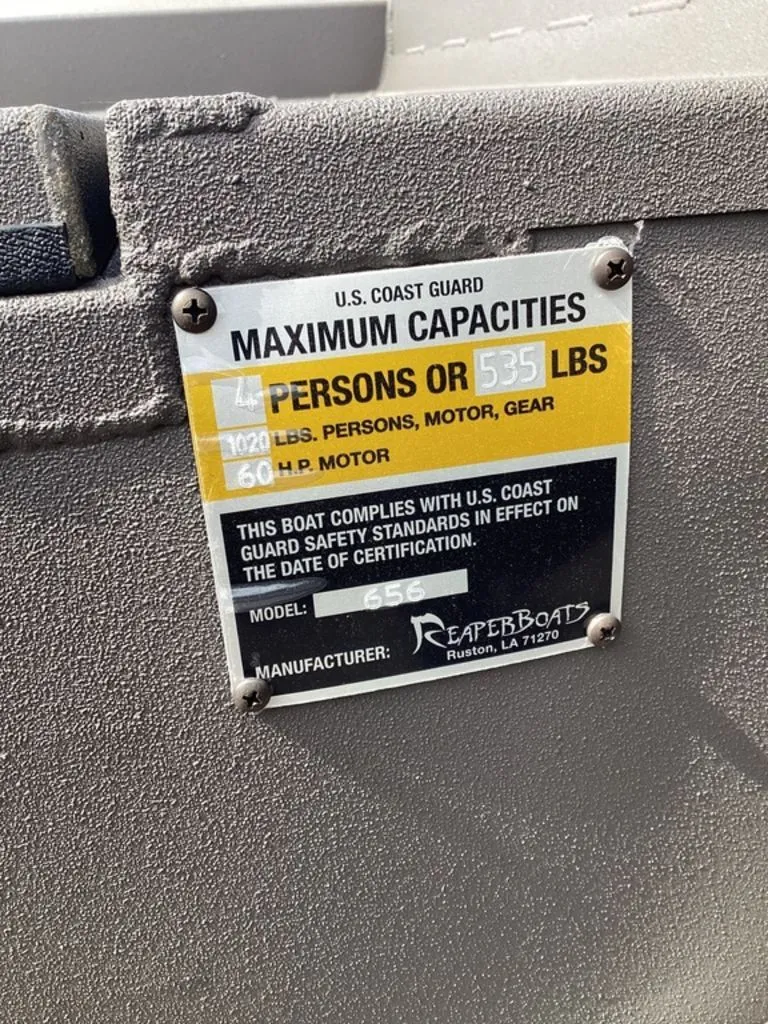 U.S. COAST GUARD
MAXIMUM CAPACITIES
4 PERSONS OR 535 LBS
1020 LBS. PERSONS, MOTOR, GEAR
60 H.P. MOTOR
THIS BOAT COMPLIES WITH U.S. COAST
GUARD SAFETY STANDARDS IN EFFECT ON
THE DATE OF CERTIFICATION.
MODEL: 656
MANUFACTURER: REAPERBOATS
Ruston, LA 71270